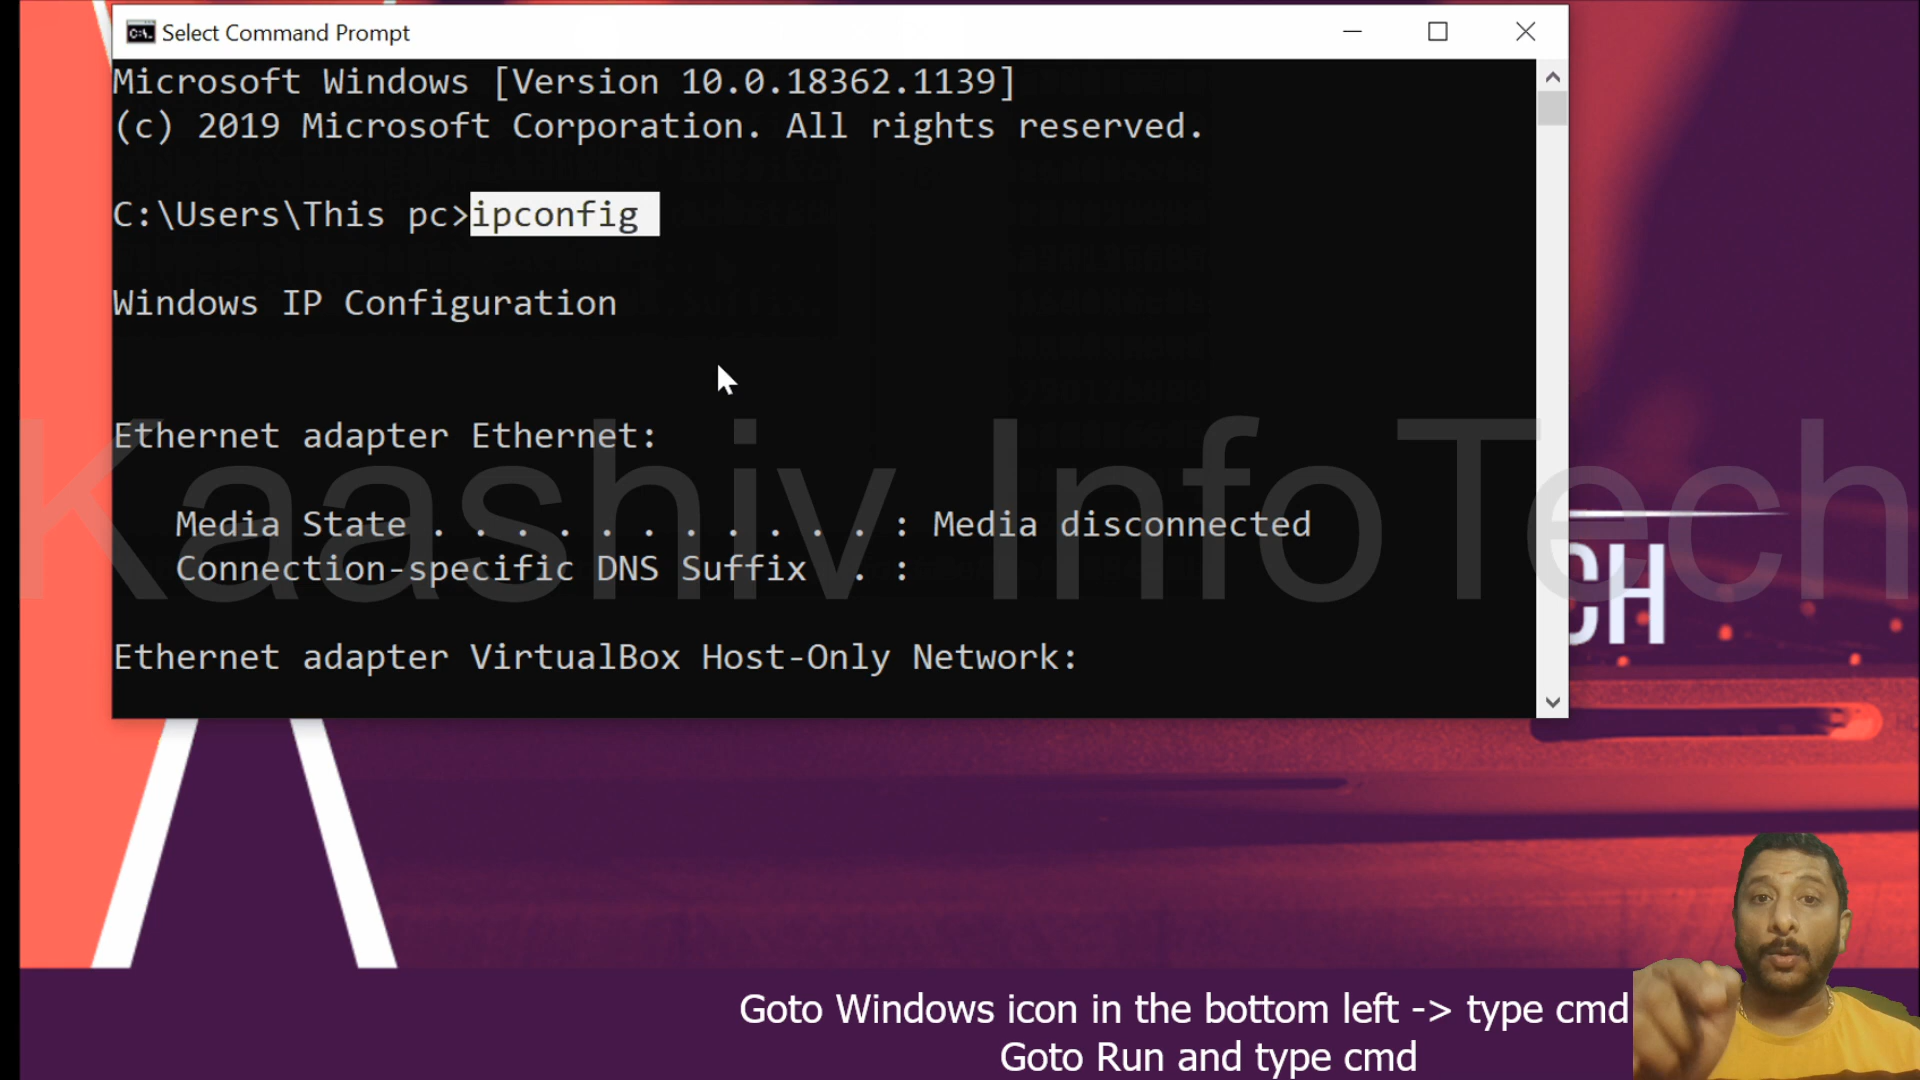 Select Command Prompt
Microsoft Windows [Version 10.0.18362.1139]
(c) 2019 Microsoft Corporation. All rights reserved.
C:\Users\This pc>ipconfig
Windows IP Configuration
Ethernet adapter Ethernet:
Kaashiv InfoTech
Media State . . . . . . . . . . . : Media disconnected
Connection-specific DNS Suffix  . :
CH
Ethernet adapter VirtualBox Host-Only Network:
Goto Windows icon in the bottom left -> type cmd
Goto Run and type cmd